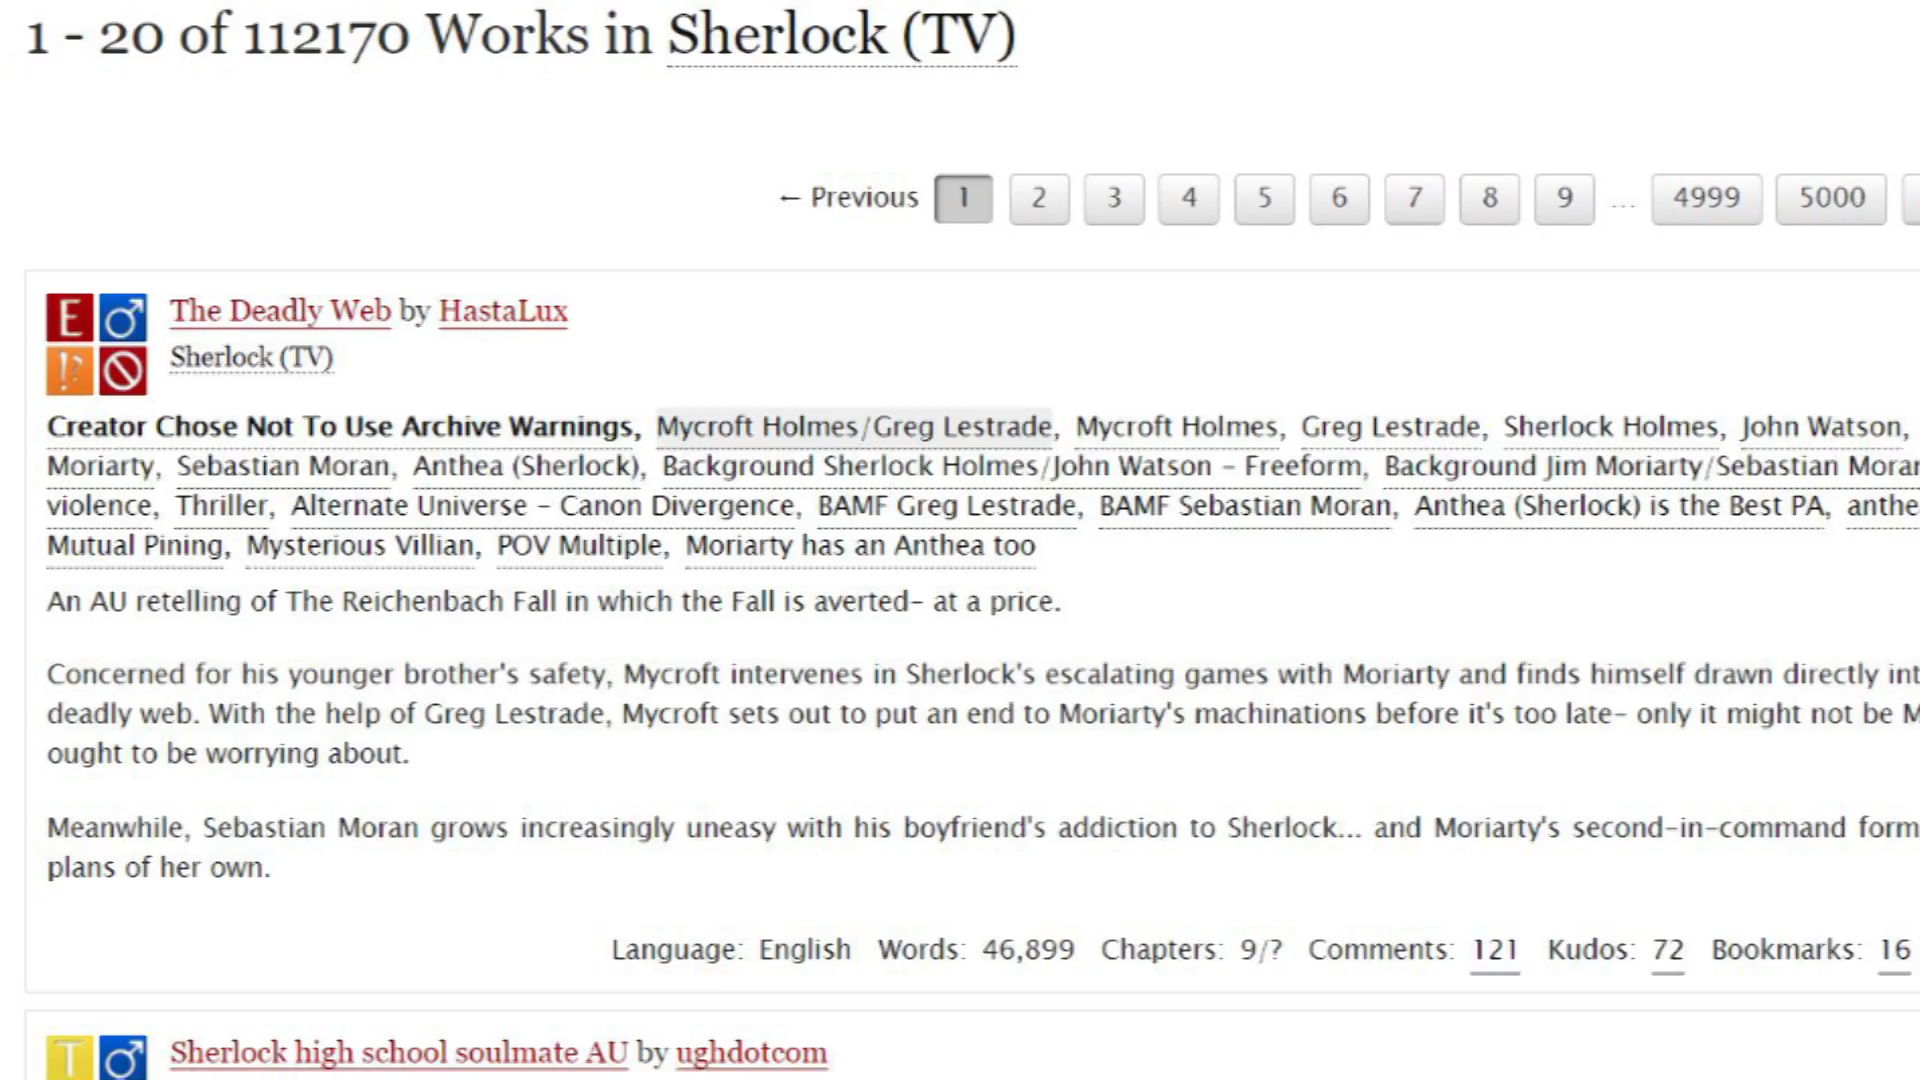 1 - 20 of 112170 Works in Sherlock (TV)
← Previous 1 2 3 4 5 6 7 8 9 ... 4999 5000
E The Deadly Web by HastaLux
!? Sherlock (TV)
Creator Chose Not To Use Archive Warnings, Mycroft Holmes/Greg Lestrade, Mycroft Holmes, Greg Lestrade, Sherlock Holmes, John Watson,
Moriarty, Sebastian Moran, Anthea (Sherlock), Background Sherlock Holmes/John Watson - Freeform, Background Jim Moriarty/Sebastian Moran
violence, Thriller, Alternate Universe - Canon Divergence, BAMF Greg Lestrade, BAMF Sebastian Moran, Anthea (Sherlock) is the Best PA, anthe
Mutual Pining, Mysterious Villian, POV Multiple, Moriarty has an Anthea too
An AU retelling of The Reichenbach Fall in which the Fall is averted- at a price.
Concerned for his younger brother's safety, Mycroft intervenes in Sherlock's escalating games with Moriarty and finds himself drawn directly int
deadly web. With the help of Greg Lestrade, Mycroft sets out to put an end to Moriarty's machinations before it's too late- only it might not be M
ought to be worrying about.
Meanwhile, Sebastian Moran grows increasingly uneasy with his boyfriend's addiction to Sherlock... and Moriarty's second-in-command form
plans of her own.
Language: English Words: 46,899 Chapters: 9/? Comments: 121 Kudos: 72 Bookmarks: 16
T Sherlock high school soulmate AU by ughdotcom